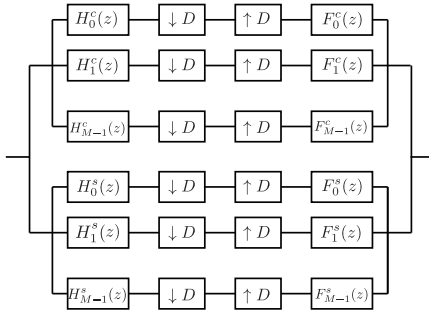 H_0^c(z) ↓ D ↑ D F_0^c(z)
H_1^c(z) ↓ D ↑ D F_1^c(z)
H_{M-1}^c(z) ↓ D ↑ D F_{M-1}^c(z)
H_0^s(z) ↓ D ↑ D F_0^s(z)
H_1^s(z) ↓ D ↑ D F_1^s(z)
H_{M-1}^s(z) ↓ D ↑ D F_{M-1}^s(z)